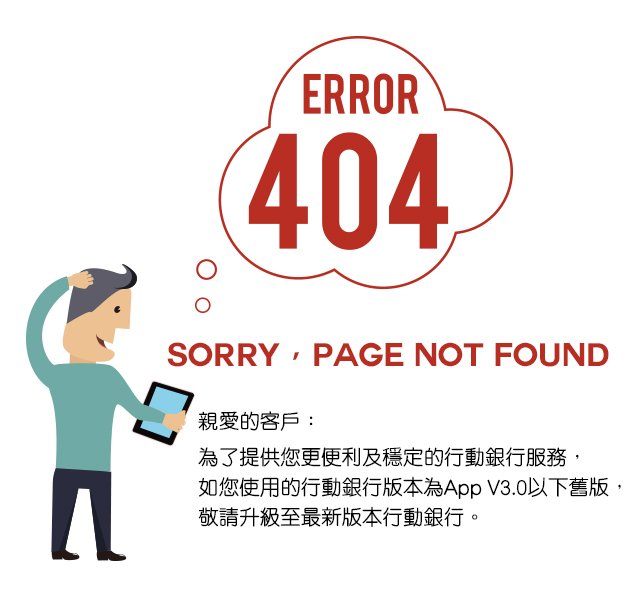 ERROR
404
SORRY，PAGE NOT FOUND
親愛的客戶：
為了提供您更便利及穩定的行動銀行服務，
如您使用的行動銀行版本為App V3.0以下舊版，
敬請升級至最新版本行動銀行。